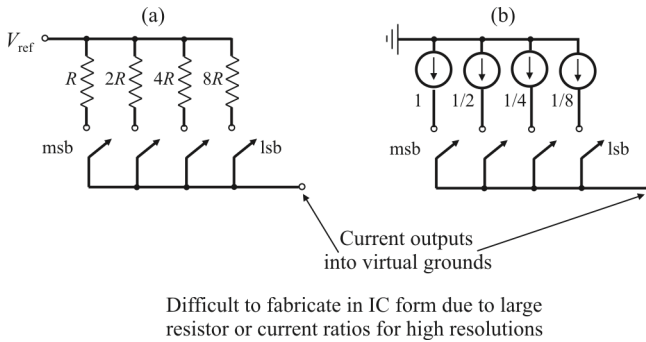 (a)
V_ref
R
2R
4R
8R
msb
lsb
(b)
1
1/2
1/4
1/8
msb
lsb
Current outputs
into virtual grounds
Difficult to fabricate in IC form due to large
resistor or current ratios for high resolutions